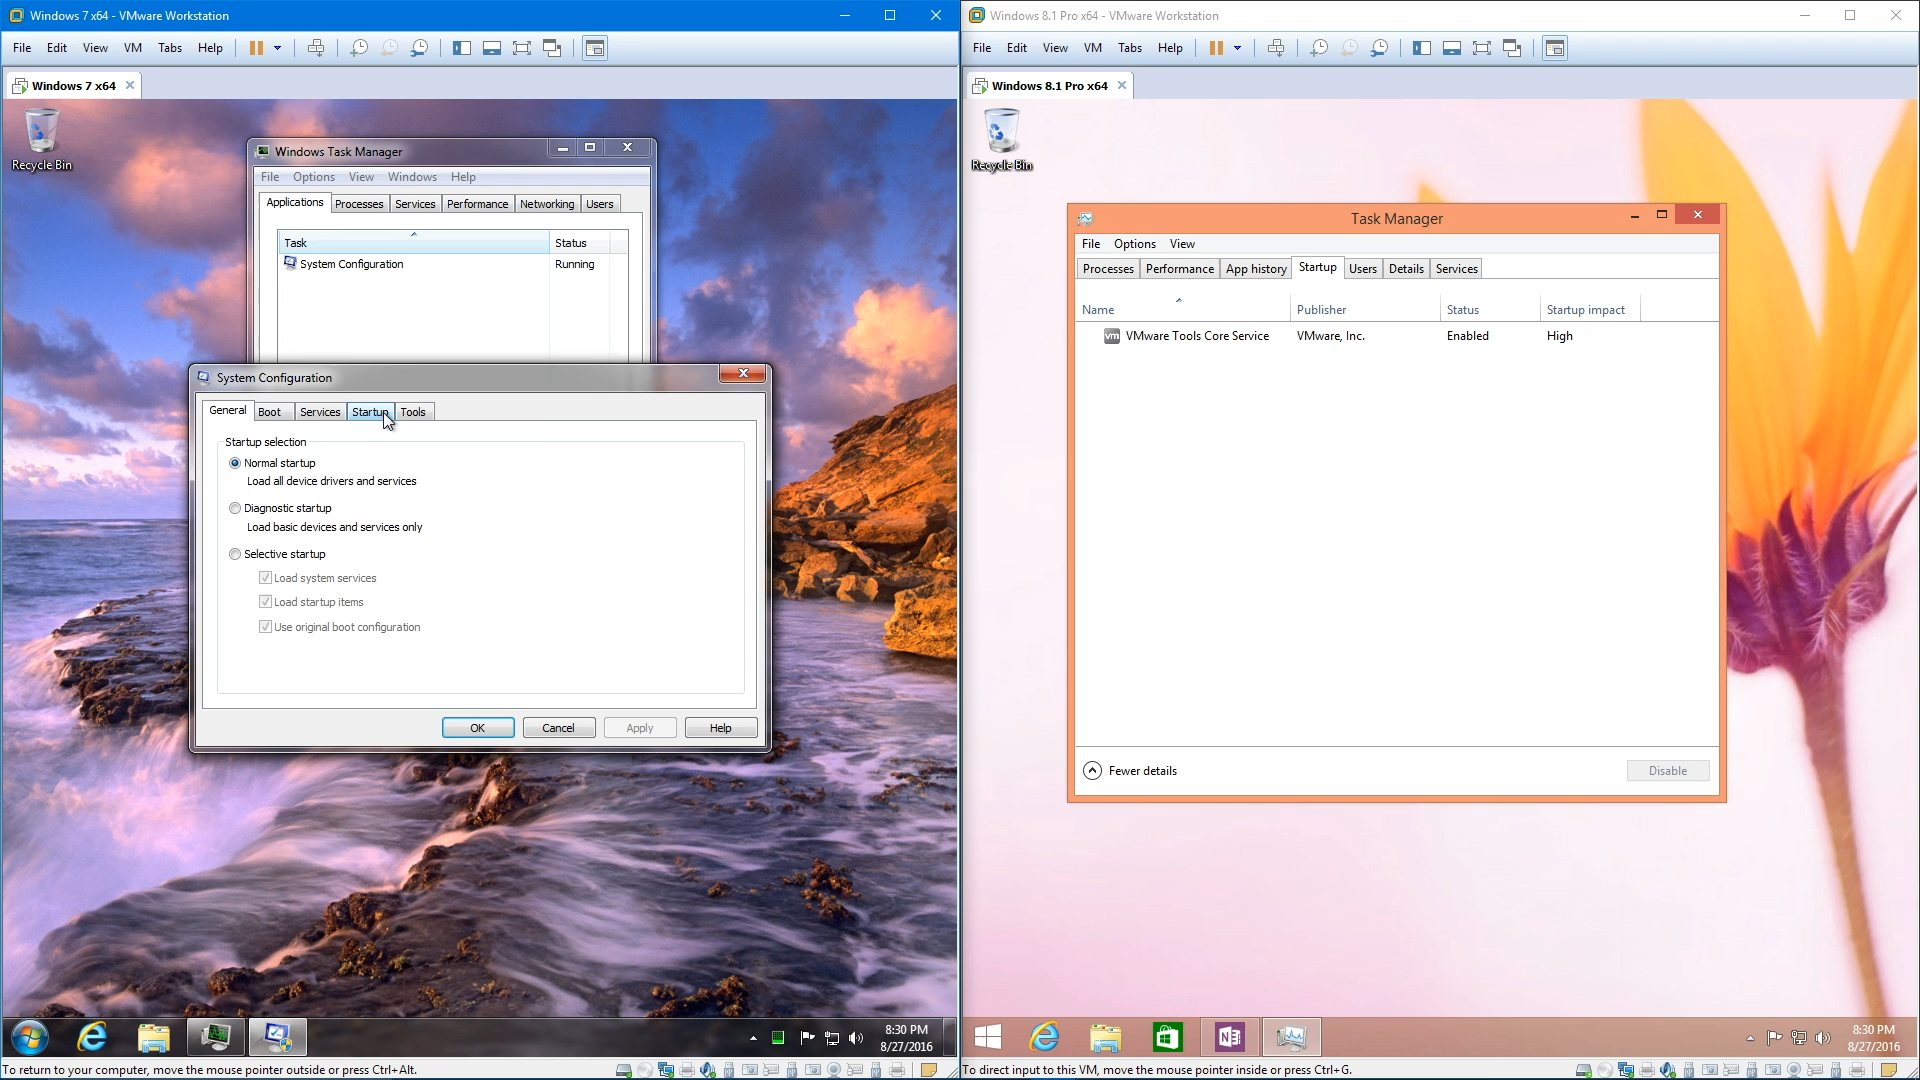 Windows 7 x64 - VMware Workstation
File Edit View VM Tabs Help
Windows 7 x64
Recycle Bin
Windows Task Manager
File Options View Windows Help
Applications Processes Services Performance Networking Users
Task Status
System Configuration Running
System Configuration
General Boot Services Startup Tools
Startup selection
Normal startup
Load all device drivers and services
Diagnostic startup
Load basic devices and services only
Selective startup
Load system services
Load startup items
Use original boot configuration
OK Cancel Apply Help
8:30 PM
8/27/2016
To return to your computer, move the mouse pointer outside or press Ctrl+Alt.
Windows 8.1 Pro x64 - VMware Workstation
File Edit View VM Tabs Help
Windows 8.1 Pro x64
Recycle Bin
Task Manager
File Options View
Processes Performance App history Startup Users Details Services
Name Publisher Status Startup impact
vm VMware Tools Core Service VMware, Inc. Enabled High
Fewer details Disable
N
8:30 PM
8/27/2016
To direct input to this VM, move the mouse pointer inside or press Ctrl+G.